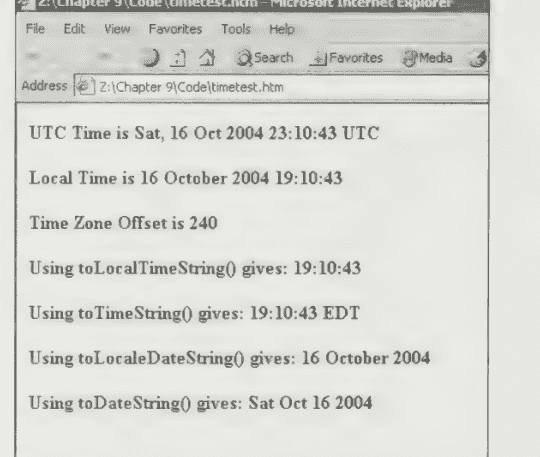 Z:\Chapter 9\Code\timetest.htm - Microsoft Internet Explorer
File Edit View Favorites Tools Help
Search Favorites Media
Address Z:\Chapter 9\Code\timetest.htm
UTC Time is Sat, 16 Oct 2004 23:10:43 UTC
Local Time is 16 October 2004 19:10:43
Time Zone Offset is 240
Using toLocalTimeString() gives: 19:10:43
Using toTimeString() gives: 19:10:43 EDT
Using toLocaleDateString() gives: 16 October 2004
Using toDateString() gives: Sat Oct 16 2004